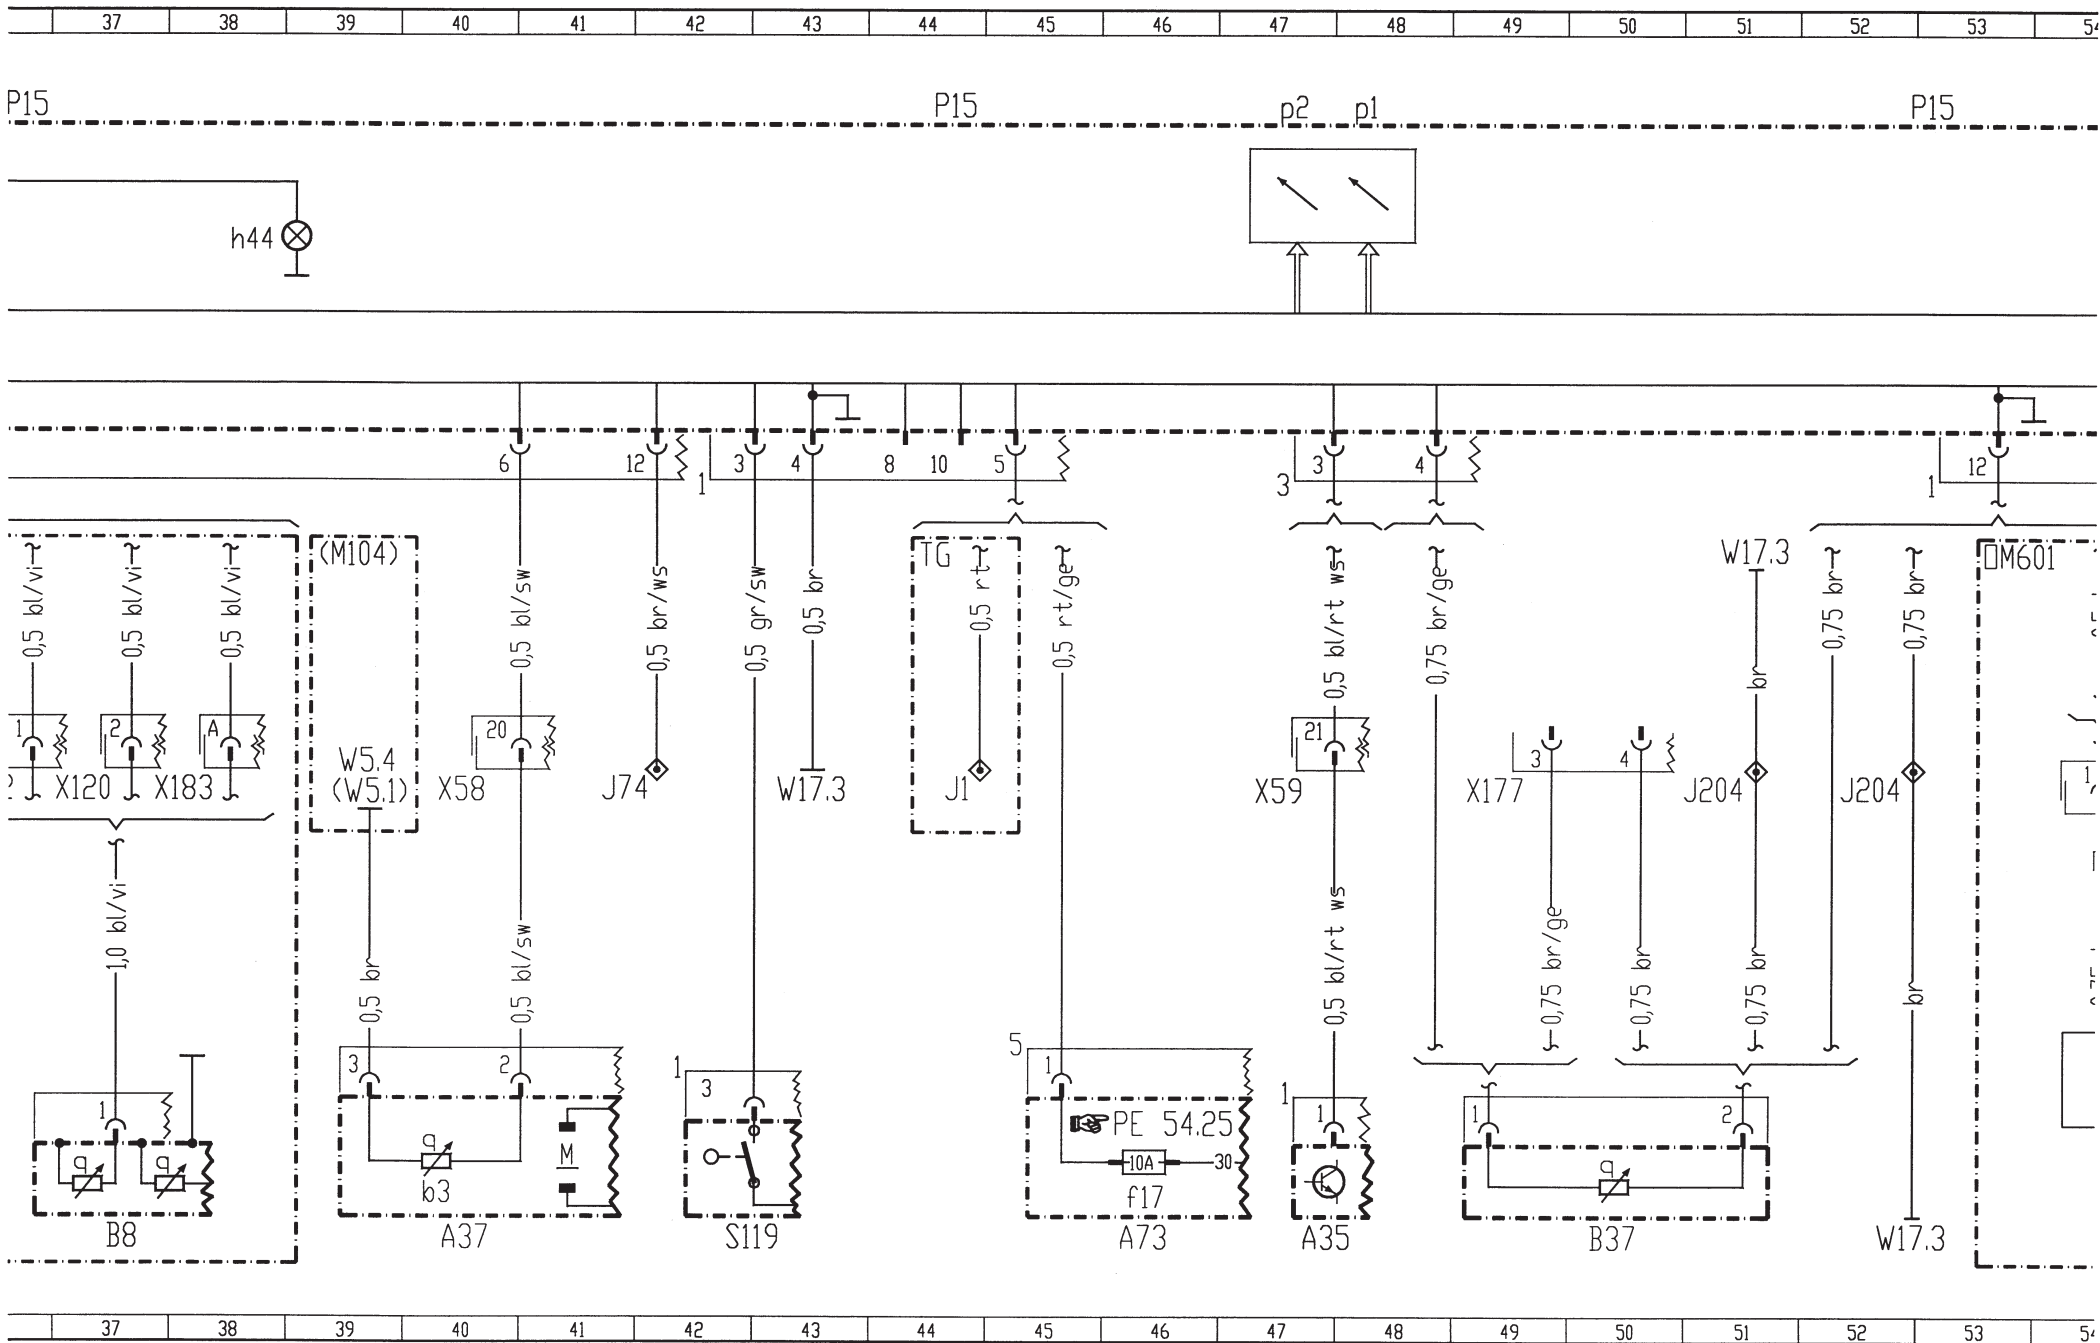 37 38 39 40 41 42 43 44 45 46 47 48 49 50 51 52 53
P15 P15 p2 p1 P15
h44
6 12 3 4 8 10 5 3 4 12
1 3 1
(M104) TG W17.3 OM601
0,5 bl/vi 0,5 bl/vi 0,5 bl/vi 0,5 bl/sw 0,5 br/ws 0,5 gr/sw 0,5 br 0,5 rt 0,5 rt/ge 0,5 bl/rt ws 0,75 br/ge br 0,75 br 0,75 br
1 2 A 20 21 3 4 1
W5.4
(W5.1)
X120 X183 X58 J74 W17.3 J1 X59 X177 J204 J204
1,0 bl/vi 0,5 br 0,5 bl/sw 0,5 bl/rt ws 0,75 br/ge 0,75 br 0,75 br br
5
3 2 1 1
3 1 1 1 2
1
PE 54.25
M
q q q 10A 30 q
b3 f17
B8 A37 S119 A73 A35 B37 W17.3
37 38 39 40 41 42 43 44 45 46 47 48 49 50 51 52 53